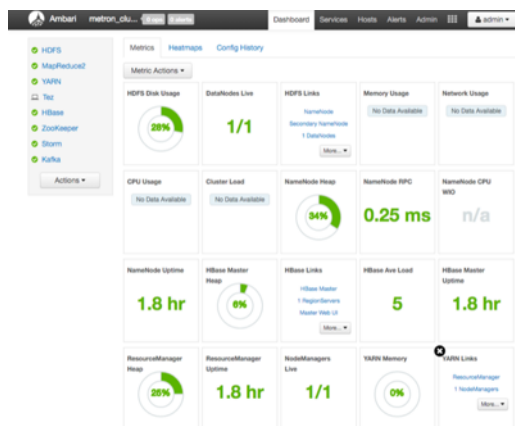 Ambari metron_clu... 0 ops 0 alerts Dashboard Services Hosts Alerts Admin admin
HDFS
MapReduce2
YARN
Tez
HBase
ZooKeeper
Storm
Kafka
Actions
Metrics Heatmaps Config History
Metric Actions
HDFS Disk Usage DataNodes Live HDFS Links Memory Usage Network Usage
28% 1/1 NameNode No Data Available No Data Available
Secondary NameNode
1 DataNodes
More...
CPU Usage Cluster Load NameNode Heap NameNode RPC NameNode CPU WIO
No Data Available No Data Available 34% 0.25 ms n/a
NameNode Uptime HBase Master Heap HBase Links HBase Ave Load HBase Master Uptime
1.8 hr 6% HBase Master 5 1.8 hr
1 RegionServers
Master Web UI
More...
ResourceManager Heap ResourceManager Uptime NodeManagers Live YARN Memory YARN Links
25% 1.8 hr 1/1 0% ResourceManager
1 NodeManagers
More...